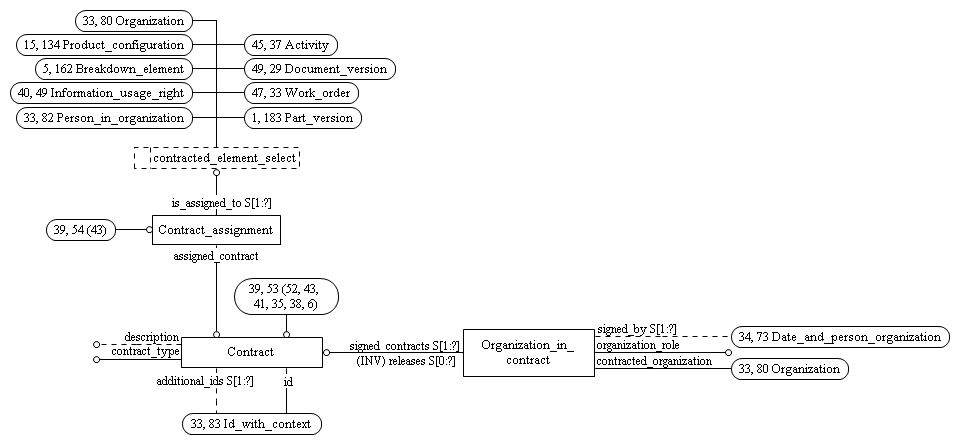 33, 80 Organization
15, 134 Product_configuration
45, 37 Activity
5, 162 Breakdown_element
49, 29 Document_version
40, 49 Information_usage_right
47, 33 Work_order
33, 82 Person_in_organization
1, 183 Part_version
contracted_element_select
is_assigned_to S[1:?]
39, 54 (43)
Contract_assignment
assigned_contract
39, 53 (52, 43,
41, 35, 38, 6)
description
contract_type
Contract
signed_contracts S[1:?]
(INV) releases S[0:?]
Organization_in_
contract
signed_by S[1:?]
organization_role
contracted_organization
34, 73 Date_and_person_organization
33, 80 Organization
additional_ids S[1:?]
id
33, 83 Id_with_context